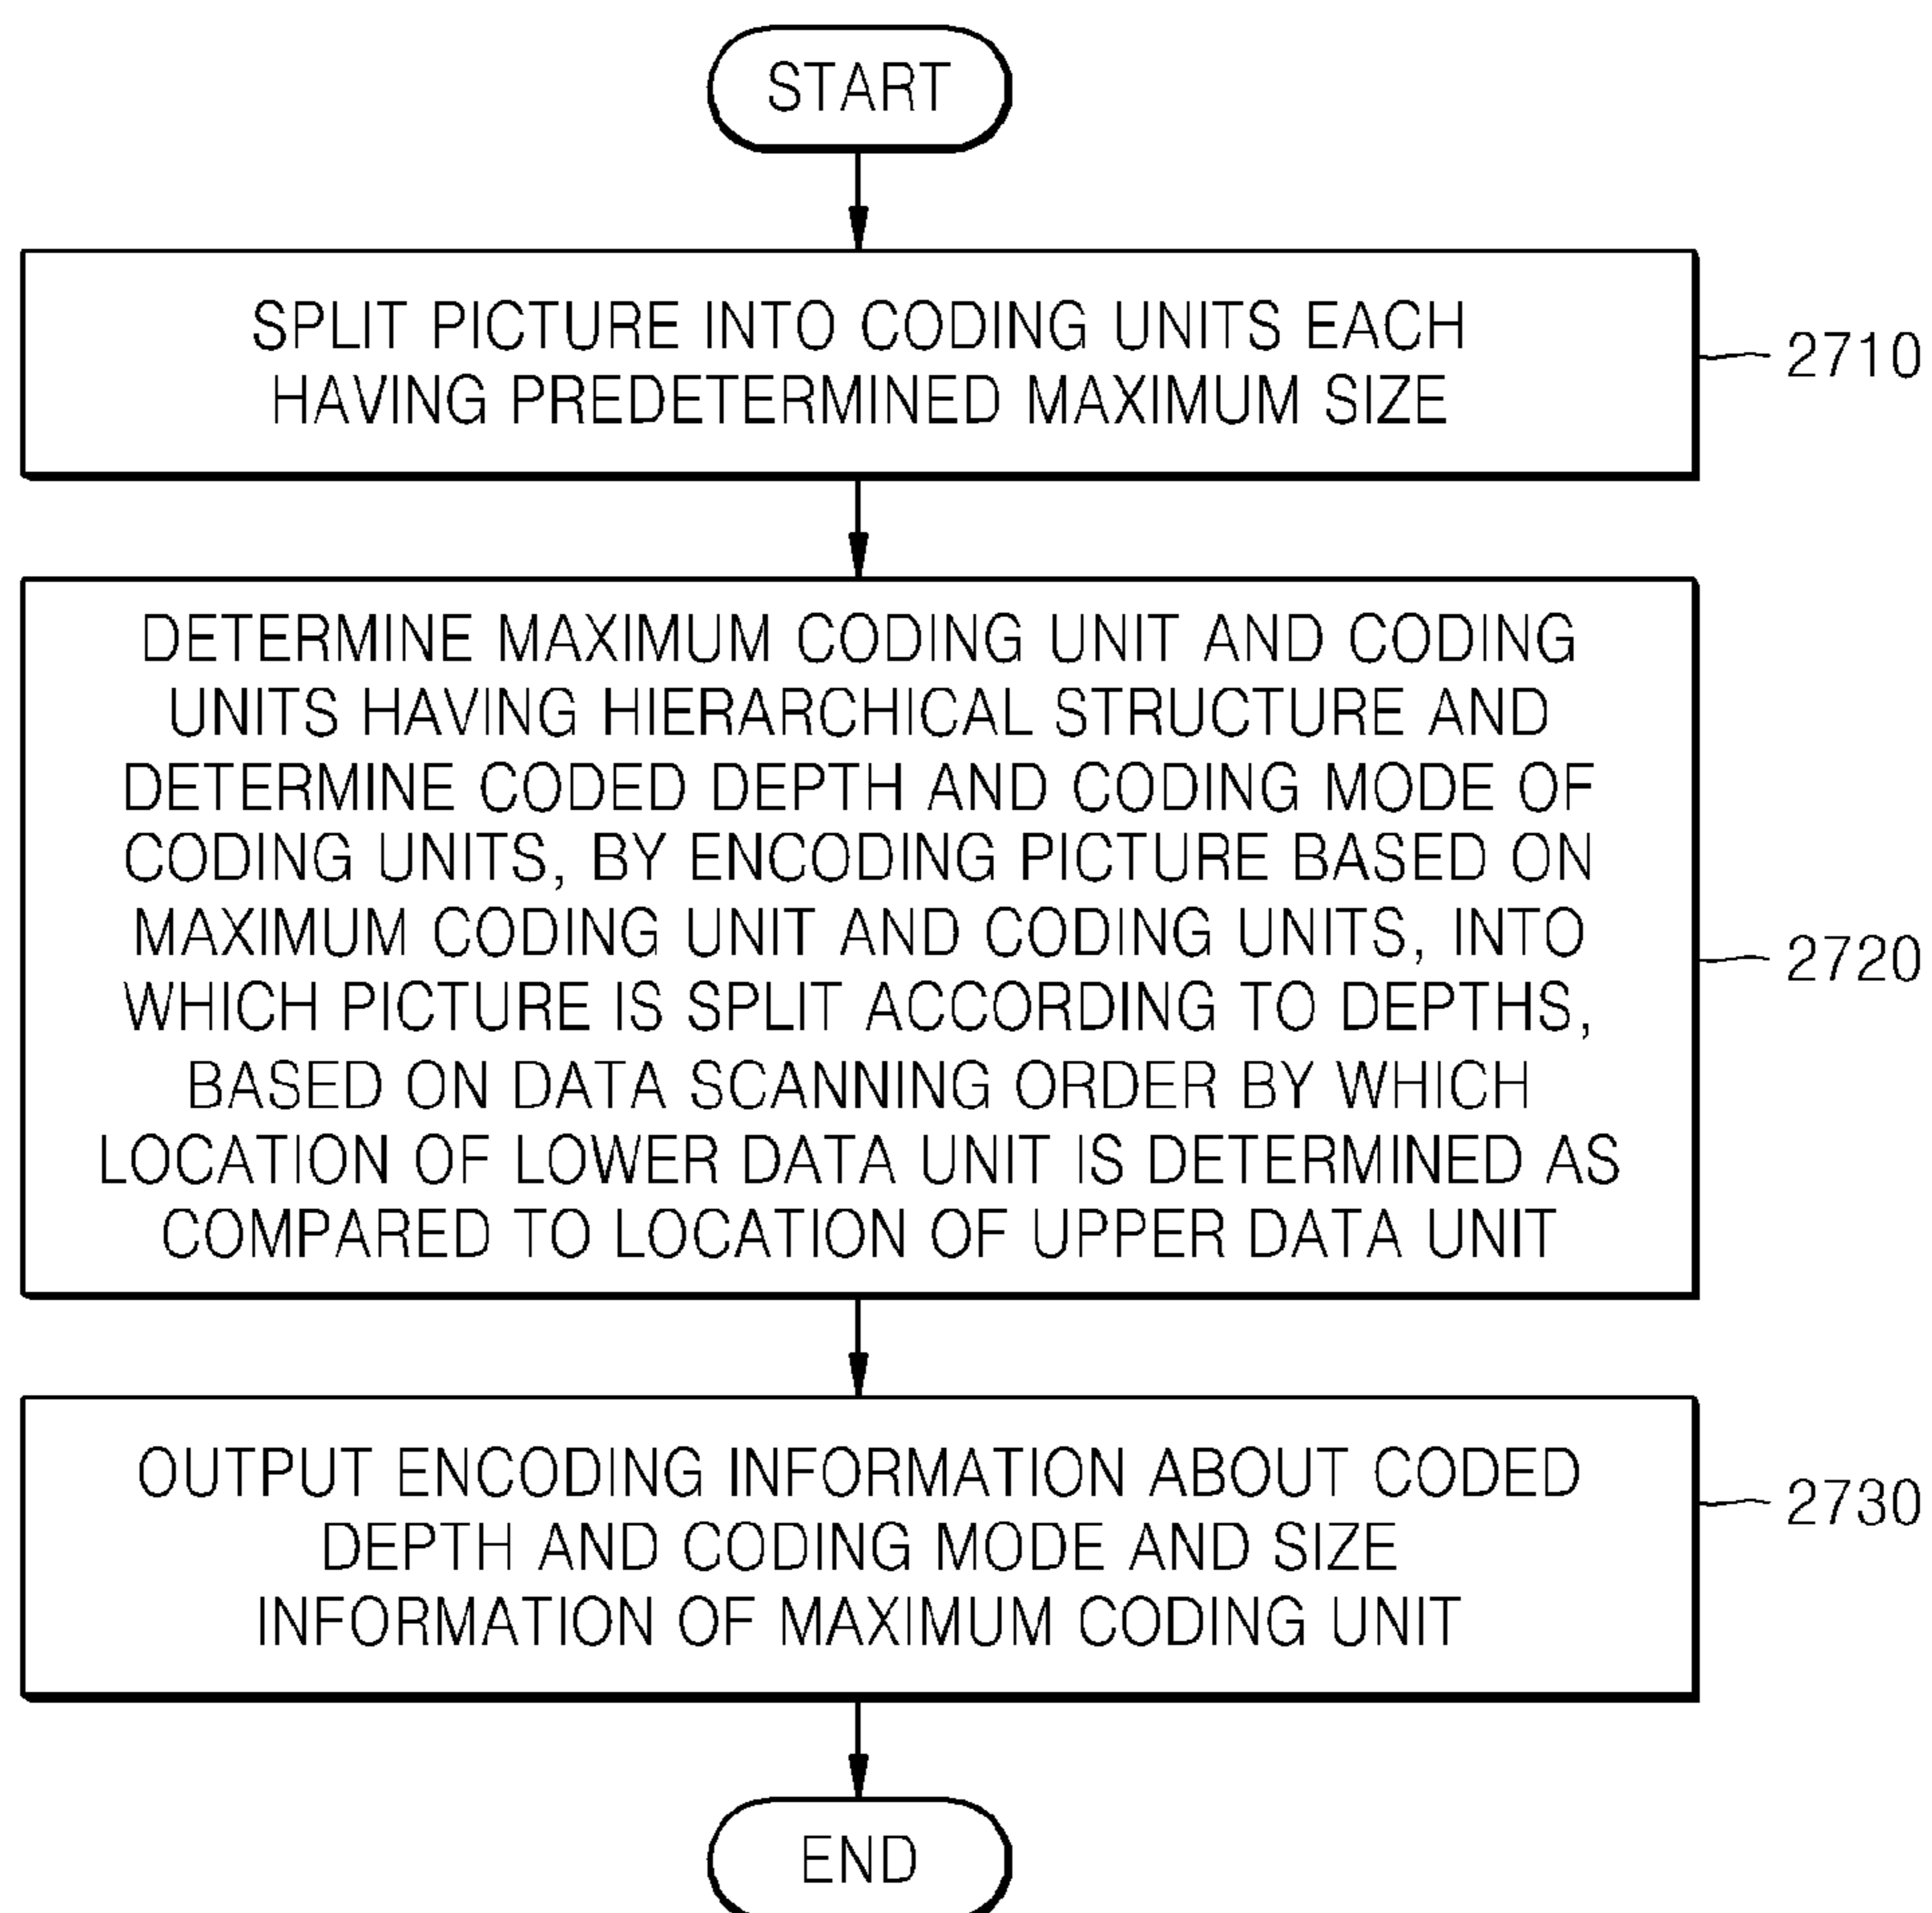 START
SPLIT PICTURE INTO CODING UNITS EACH
HAVING PREDETERMINED MAXIMUM SIZE
2710
DETERMINE MAXIMUM CODING UNIT AND CODING
UNITS HAVING HIERARCHICAL STRUCTURE AND
DETERMINE CODED DEPTH AND CODING MODE OF
CODING UNITS, BY ENCODING PICTURE BASED ON
MAXIMUM CODING UNIT AND CODING UNITS, INTO
WHICH PICTURE IS SPLIT ACCORDING TO DEPTHS,
BASED ON DATA SCANNING ORDER BY WHICH
LOCATION OF LOWER DATA UNIT IS DETERMINED AS
COMPARED TO LOCATION OF UPPER DATA UNIT
2720
OUTPUT ENCODING INFORMATION ABOUT CODED
DEPTH AND CODING MODE AND SIZE
INFORMATION OF MAXIMUM CODING UNIT
2730
END